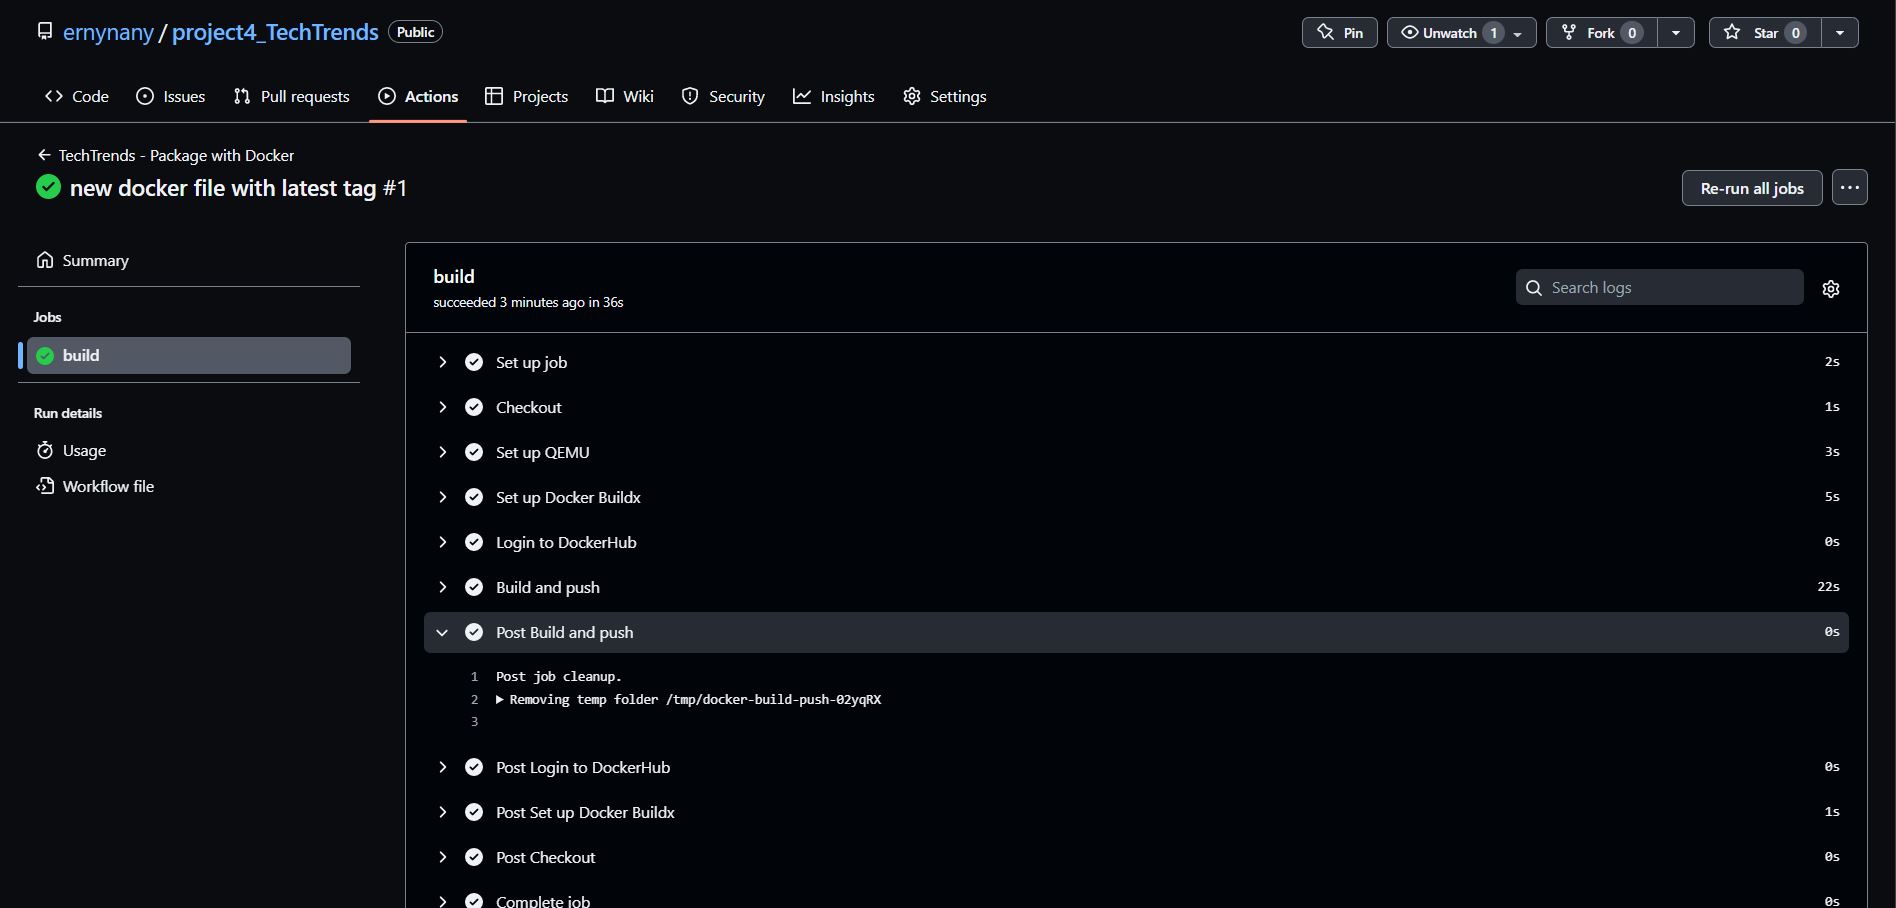 ernynany / project4_TechTrends Public
Pin
Unwatch 1
Fork 0
Star 0
Code
Issues
Pull requests
Actions
Projects
Wiki
Security
Insights
Settings
TechTrends - Package with Docker
new docker file with latest tag #1
Re-run all jobs
Summary
Jobs
build
Run details
Usage
Workflow file
build
succeeded 3 minutes ago in 36s
Search logs
Set up job 2s
Checkout 1s
Set up QEMU 3s
Set up Docker Buildx 5s
Login to DockerHub 0s
Build and push 22s
Post Build and push 0s
1 Post job cleanup.
2 Removing temp folder /tmp/docker-build-push-02yqRX
3
Post Login to DockerHub 0s
Post Set up Docker Buildx 1s
Post Checkout 0s
Complete job 0s